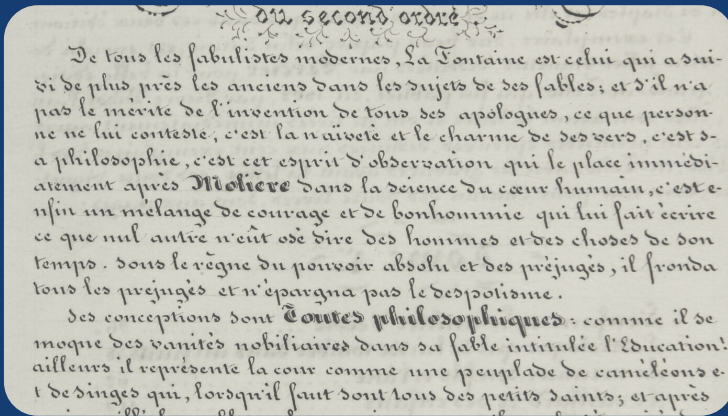 du second ordre.
De tous les fabulistes modernes, La Fontaine est celui qui a sui-
vi de plus près les anciens dans les sujets de ses fables; et s'il n'a
pas le mérite de l'invention de tous ses apologues, ce que person-
ne ne lui conteste, c'est la naïveté et le charme de ses vers, c'est s-
a philosophie, c'est cet esprit d'observation qui le place immédi-
atement après Molière dans la science du cœur humain, c'est e-
nfin un mélange de courage et de bonhommie qui lui fait écrire
ce que nul autre n'eût osé dire des hommes et des choses de son
temps. Sous le règne du pouvoir absolu et des préjugés, il fronda
tous les préjugés et n'épargna pas le despotisme.
Ses conceptions sont Toutes philosophiques: comme il se
moque des vanités nobiliaires dans sa fable intitulée l'Education!
ailleurs il représente la cour comme une peuplade de caméléons e-
t de singes qui, lorsqu'il faut sont tous des petits saints; et après